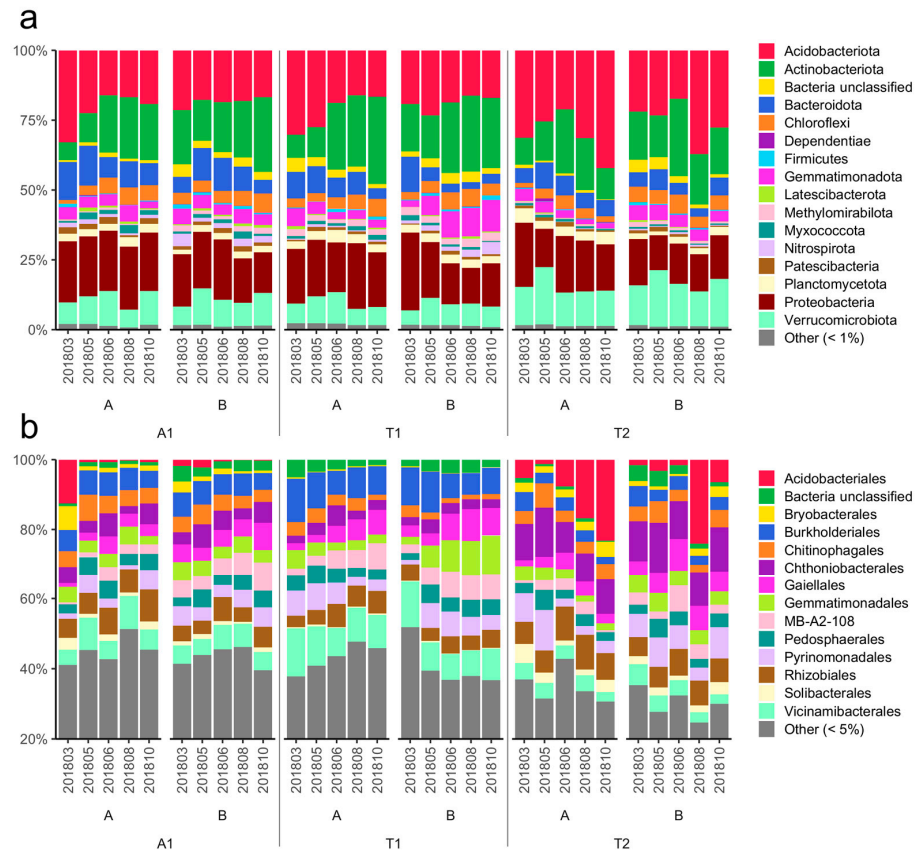 a
100%
75%
50%
25%
0%
201803 201805 201806 201808 201810 201803 201805 201806 201808 201810 201803 201805 201806 201808 201810 201803 201805 201806 201808 201810 201803 201805 201806 201808 201810 201803 201805 201806 201808 201810
A B A B A B
A1 T1 T2
Acidobacteriota
Actinobacteriota
Bacteria unclassified
Bacteroidota
Chloroflexi
Dependentiae
Firmicutes
Gemmatimonadota
Latescibacterota
Methylomirabilota
Myxococcota
Nitrospirota
Patescibacteria
Planctomycetota
Proteobacteria
Verrucomicrobiota
Other (< 1%)
b
100%
80%
60%
40%
20%
201803 201805 201806 201808 201810 201803 201805 201806 201808 201810 201803 201805 201806 201808 201810 201803 201805 201806 201808 201810 201803 201805 201806 201808 201810 201803 201805 201806 201808 201810
A B A B A B
A1 T1 T2
Acidobacteriales
Bacteria unclassified
Bryobacterales
Burkholderiales
Chitinophagales
Chthoniobacterales
Gaiellales
Gemmatimonadales
MB-A2-108
Pedosphaerales
Pyrinomonadales
Rhizobiales
Solibacterales
Vicinamibacterales
Other (< 5%)